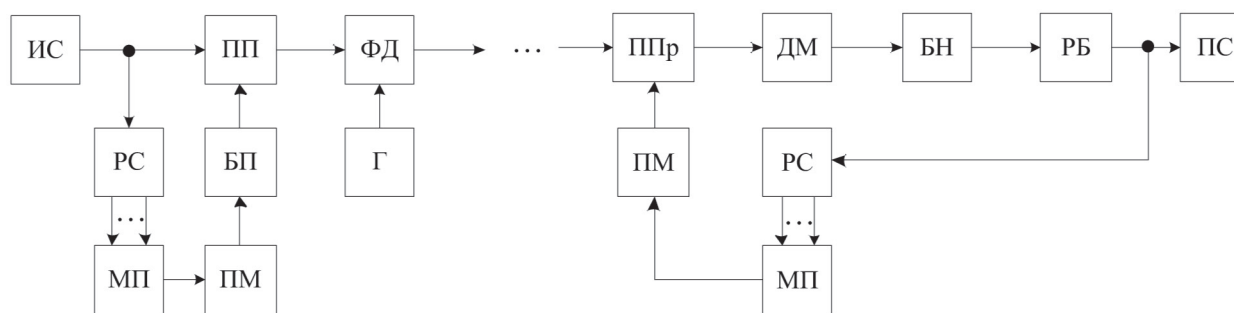 ИС ПП ФД ... ППр ДМ БН РБ ПС
РС БП Г ПМ РС
... ...
МП ПМ МП